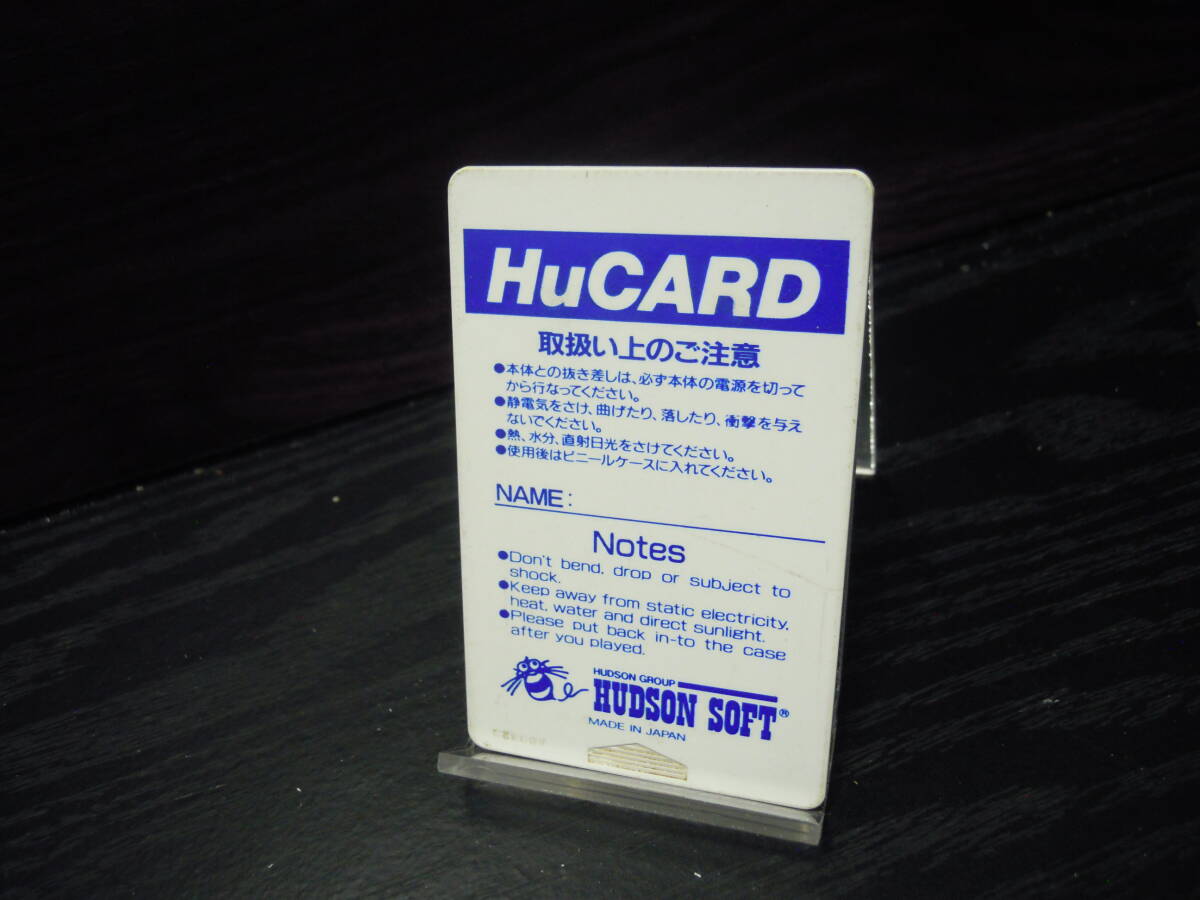 HuCARD
取扱い上のご注意
●本体との抜き差しは、必ず本体の電源を切って
から行なってください。
●静電気をさけ、曲げたり、落したり、衝撃を与え
ないでください。
●熱、水分、直射日光をさけてください。
●使用後はビニールケースに入れてください。
NAME:
Notes
●Don't bend, drop or subject to
shock.
●Keep away from static electricity,
heat, water and direct sunlight.
●Please put back in-to the case
after you played.
HUDSON GROUP
HUDSON SOFT®
MADE IN JAPAN